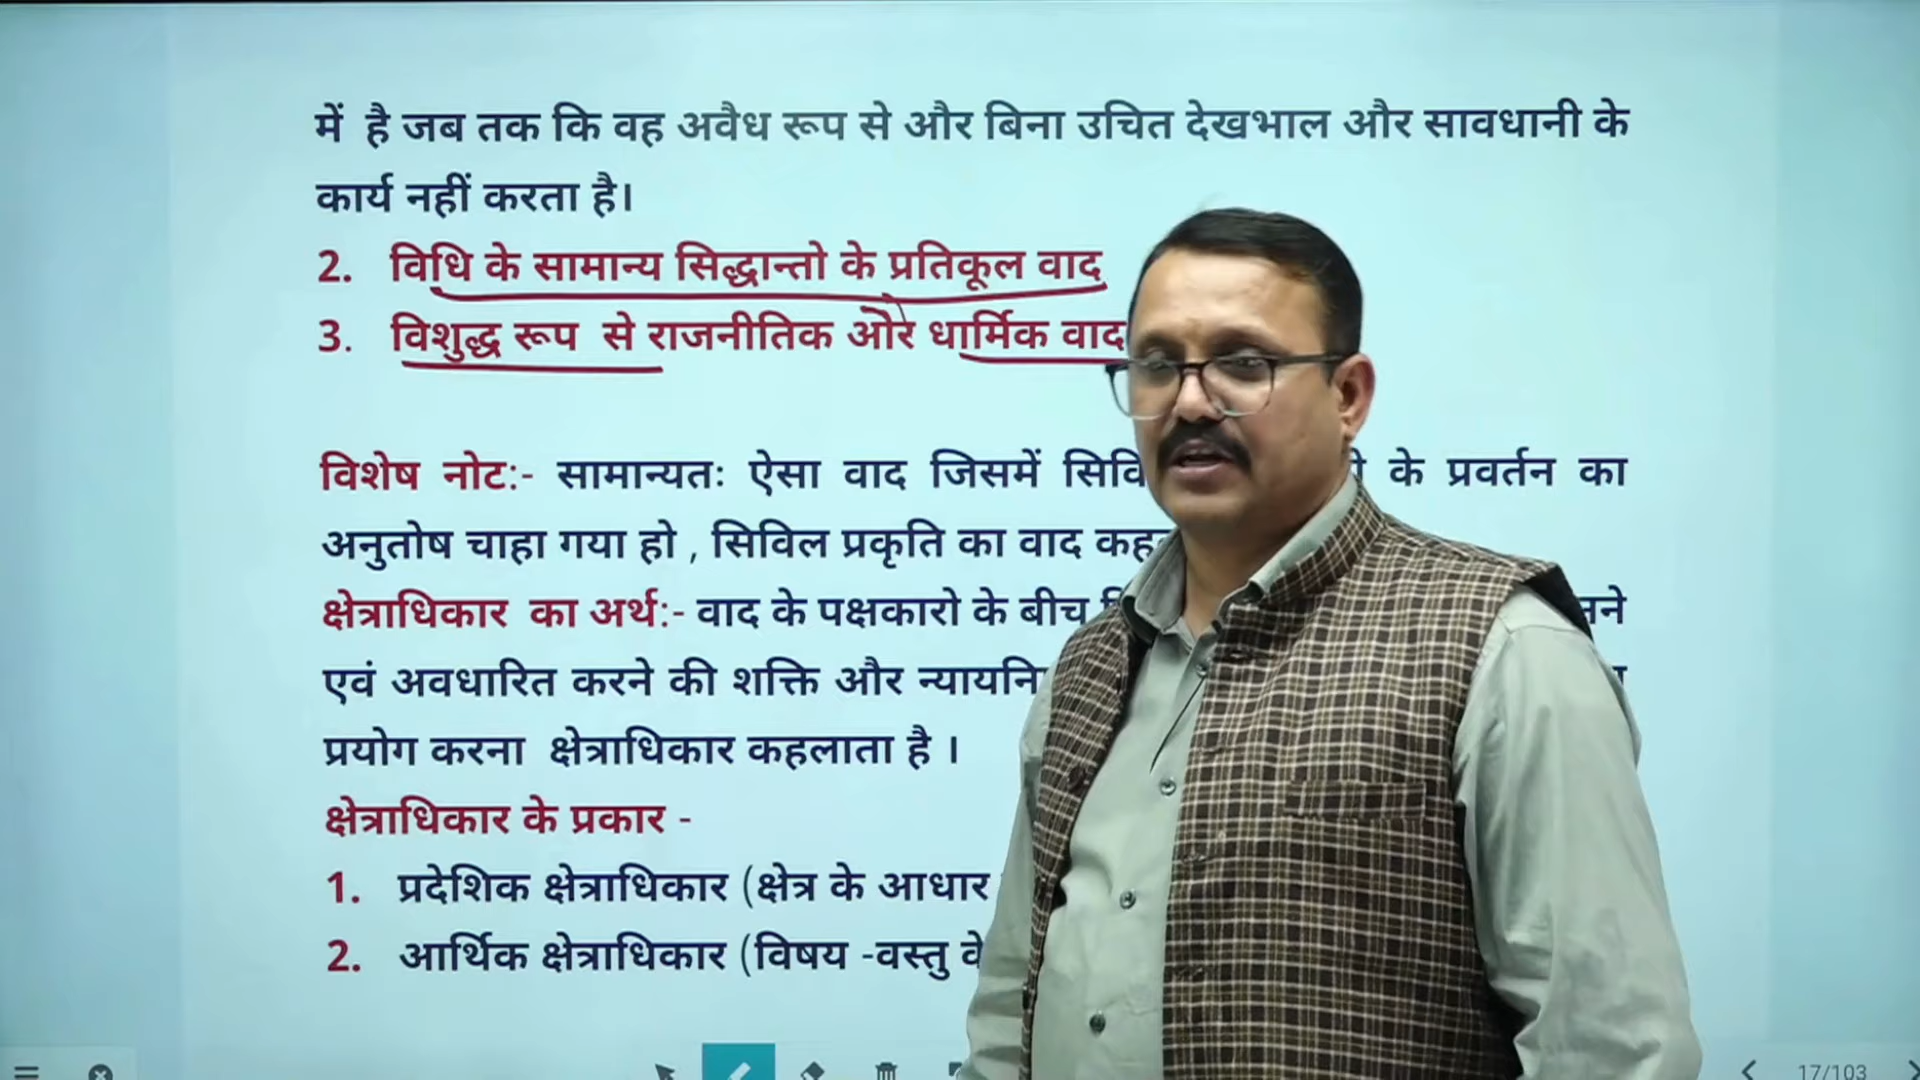 में है जब तक कि वह अवैध रूप से और बिना उचित देखभाल और सावधानी के
कार्य नहीं करता है।
2. विधि के सामान्य सिद्धान्तो के प्रतिकूल वाद
3. विशुद्ध रूप से राजनीतिक और धार्मिक वाद
विशेष नोट:- सामान्यतः ऐसा वाद जिसमें के प्रवर्तन का
अनुतोष चाहा गया हो , सिविल प्रकृति का वाद
क्षेत्राधिकार का अर्थ:- वाद के पक्षकारो के बीच
एवं अवधारित करने की शक्ति और
प्रयोग करना क्षेत्राधिकार कहलाता है ।
क्षेत्राधिकार के प्रकार -
1. प्रदेशिक क्षेत्राधिकार (क्षेत्र के आधार
2. आर्थिक क्षेत्राधिकार (विषय -वस्तु
17/103